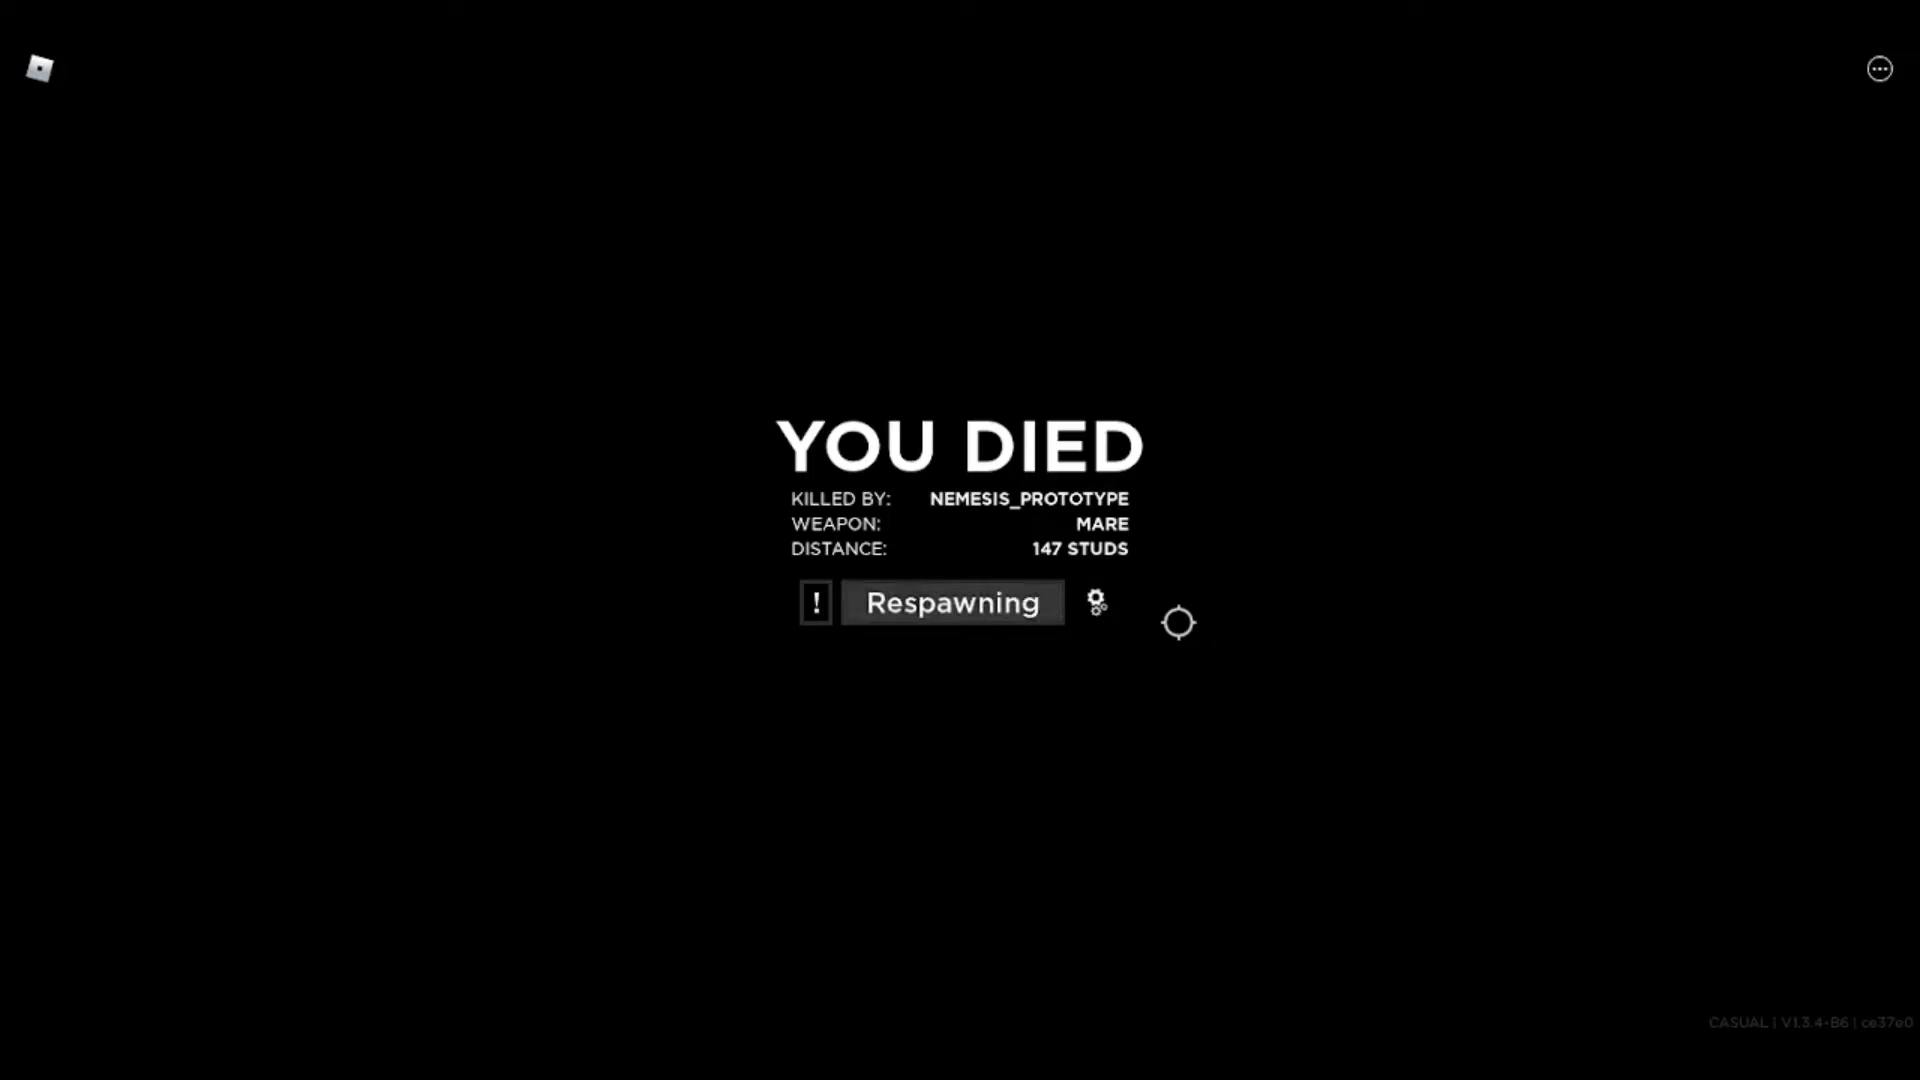 YOU DIED
KILLED BY: NEMESIS_PROTOTYPE
WEAPON: MARE
DISTANCE: 147 STUDS
! Respawning
CASUAL | V1.3.4-B6 | ce37e0